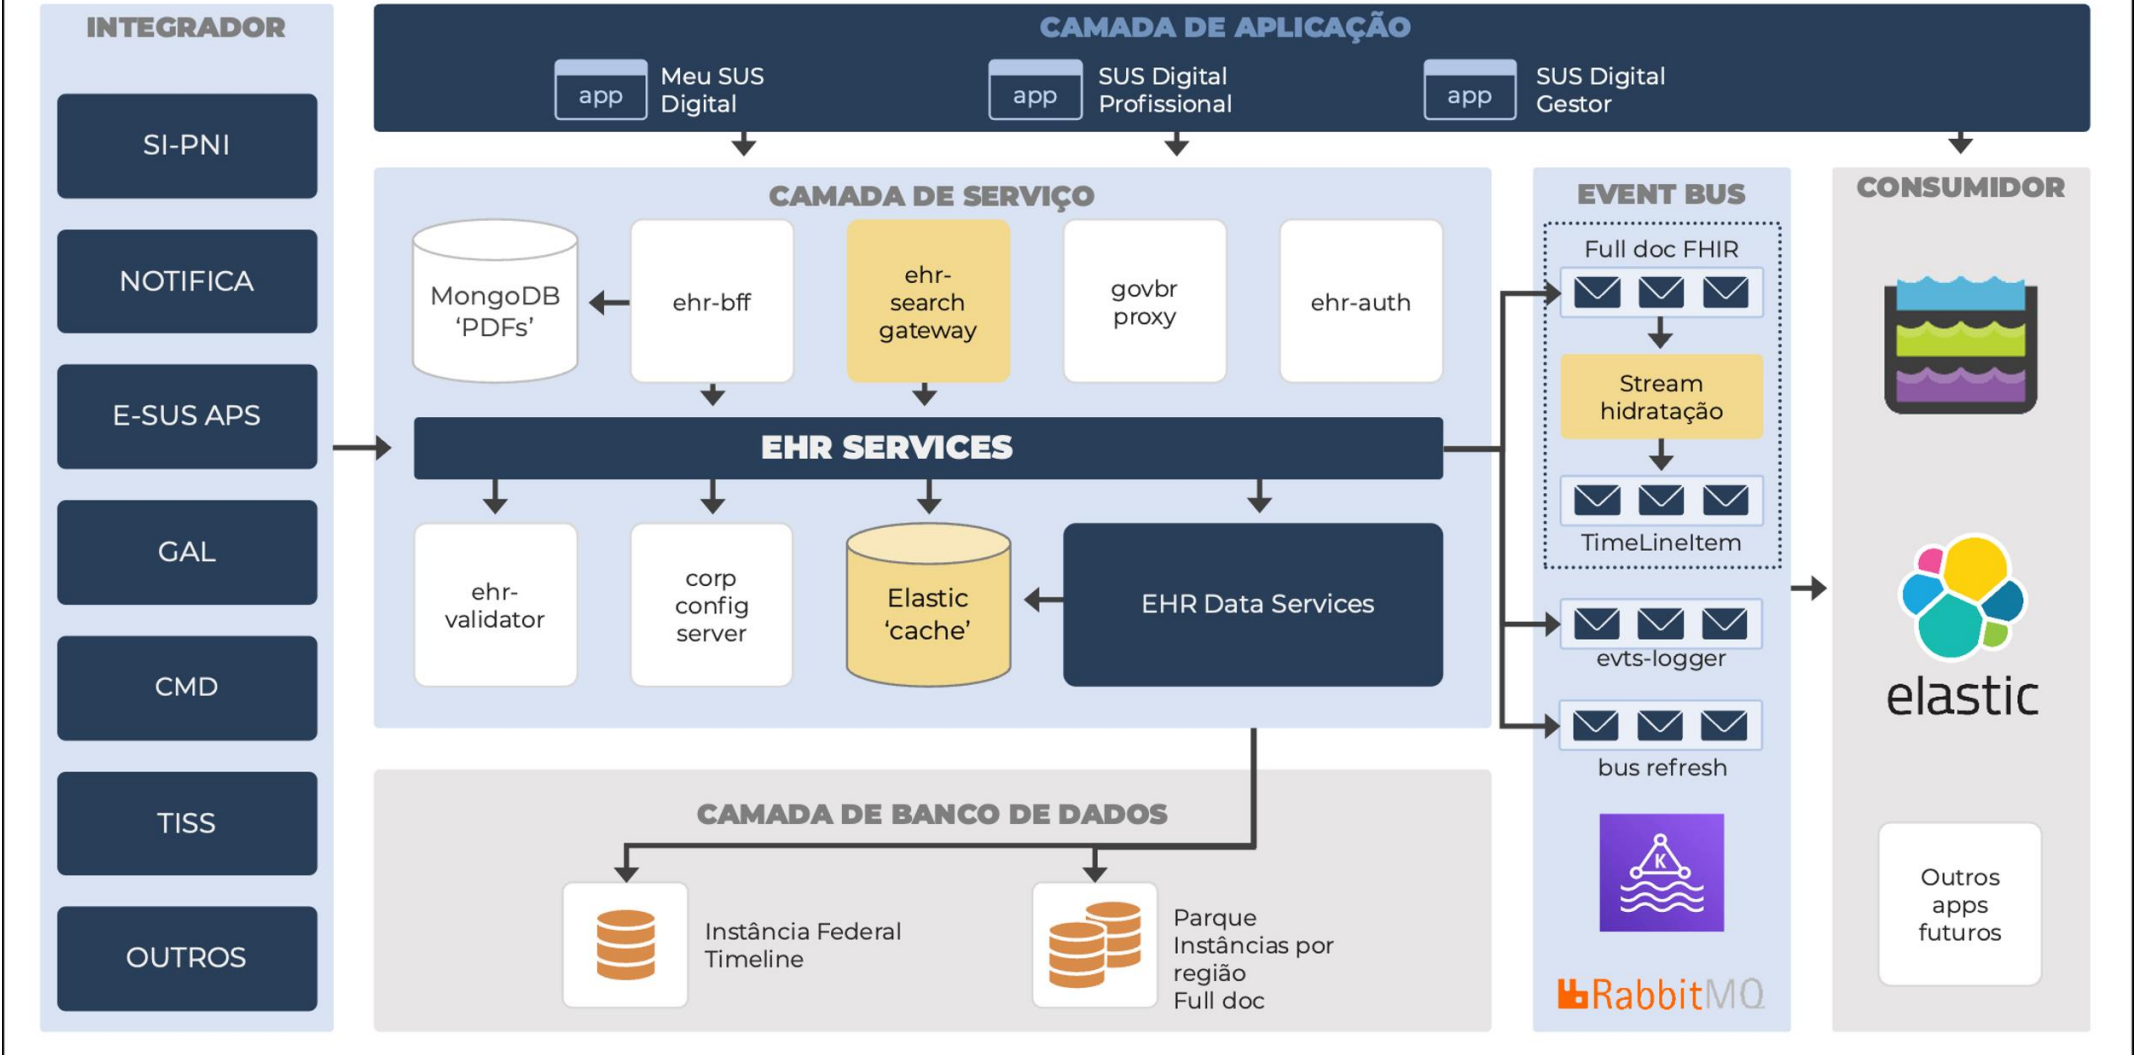 INTEGRADOR
SI-PNI
NOTIFICA
E-SUS APS
GAL
CMD
TISS
OUTROS
CAMADA DE APLICAÇÃO
app
Meu SUS
Digital
app
SUS Digital
Profissional
app
SUS Digital
Gestor
CAMADA DE SERVIÇO
MongoDB
‘PDFs’
ehr-bff
ehr-
search
gateway
govbr
proxy
ehr-auth
EHR SERVICES
ehr-
validator
corp
config
server
Elastic
‘cache’
EHR Data Services
CAMADA DE BANCO DE DADOS
Instância Federal
Timeline
Parque
Instâncias por
região
Full doc
EVENT BUS
Full doc FHIR
Stream
hidratação
TimeLineItem
evts-logger
bus refresh
K
RabbitMQ
CONSUMIDOR
elastic
Outros
apps
futuros